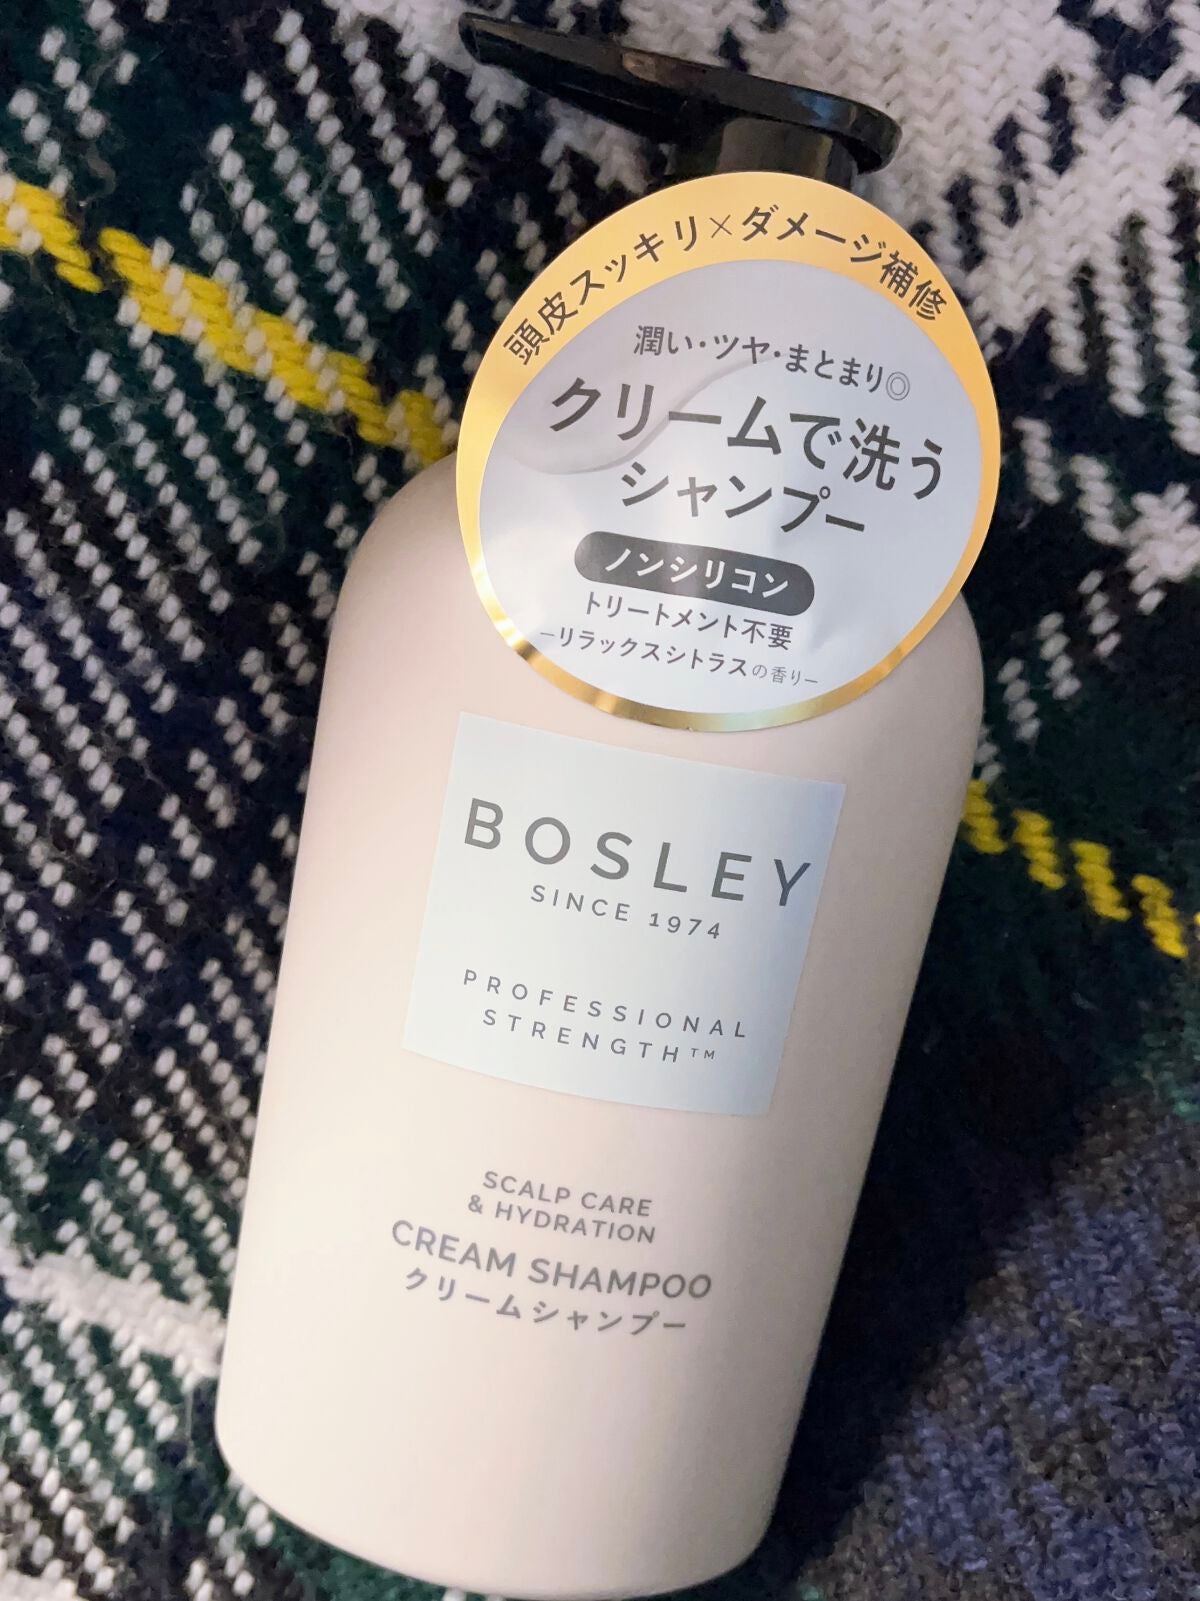 頭皮スッキリ×ダメージ補修
潤い・ツヤ・まとまり◎
クリームで洗う
シャンプー
ノンシリコン
トリートメント不要
ーリラックスシトラスの香りー
BOSLEY
SINCE 1974
PROFESSIONAL
STRENGTH™
SCALP CARE
& HYDRATION
CREAM SHAMPOO
クリームシャンプー